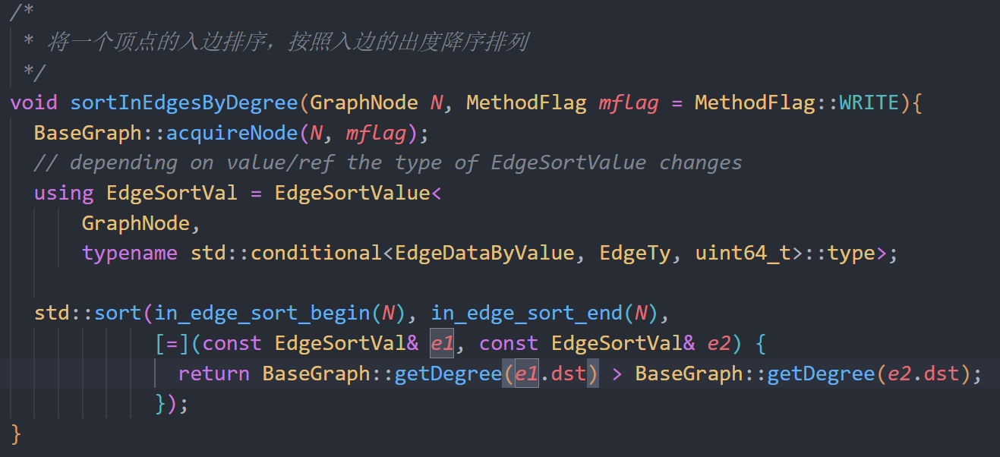 /*
 * 将一个顶点的入边排序，按照入边的出度降序排列
 */
void sortInEdgesByDegree(GraphNode N, MethodFlag mflag = MethodFlag::WRITE){
  BaseGraph::acquireNode(N, mflag);
  // depending on value/ref the type of EdgeSortValue changes
  using EdgeSortVal = EdgeSortValue<
      GraphNode,
      typename std::conditional<EdgeDataByValue, EdgeTy, uint64_t>::type>;
  std::sort(in_edge_sort_begin(N), in_edge_sort_end(N),
            [=](const EdgeSortVal& e1, const EdgeSortVal& e2) {
              return BaseGraph::getDegree(e1.dst) > BaseGraph::getDegree(e2.dst);
            });
}